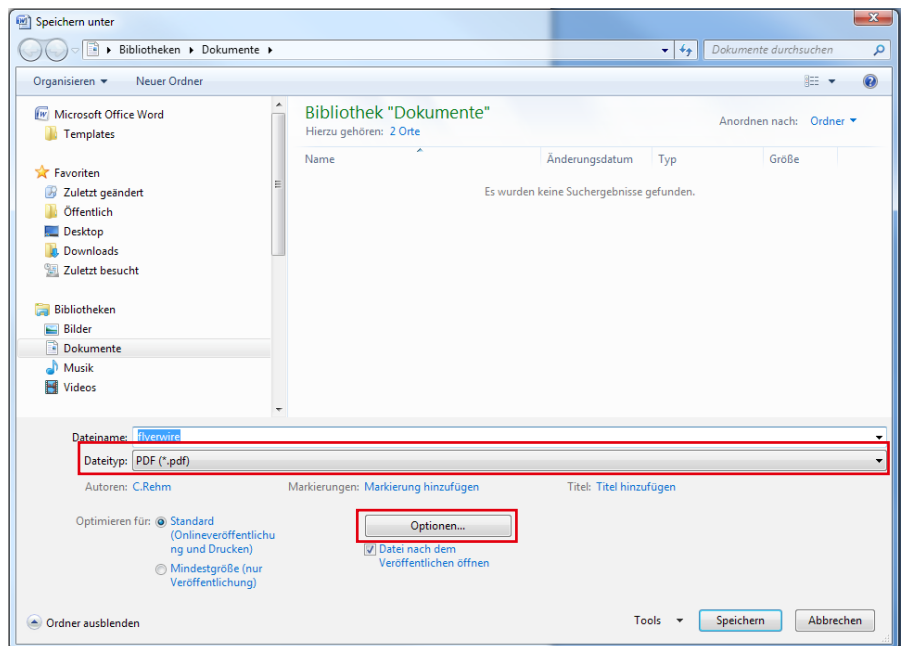 Speichern unter
Bibliotheken Dokumente
Dokumente durchsuchen
Organisieren Neuer Ordner
Microsoft Office Word
Templates
Favoriten
Zuletzt geändert
Öffentlich
Desktop
Downloads
Zuletzt besucht
Bibliotheken
Bilder
Dokumente
Musik
Videos
Bibliothek "Dokumente"
Hierzu gehören: 2 Orte
Anordnen nach: Ordner
Name Änderungsdatum Typ Größe
Es wurden keine Suchergebnisse gefunden.
Dateiname: flyerwire
Dateityp: PDF (*.pdf)
Autoren: C.Rehm Markierungen: Markierung hinzufügen Titel: Titel hinzufügen
Optimieren für: Standard
(Onlineveröffentlichu
ng und Drucken)
Mindestgröße (nur
Veröffentlichung)
Optionen...
Datei nach dem
Veröffentlichen öffnen
Ordner ausblenden
Tools Speichern Abbrechen